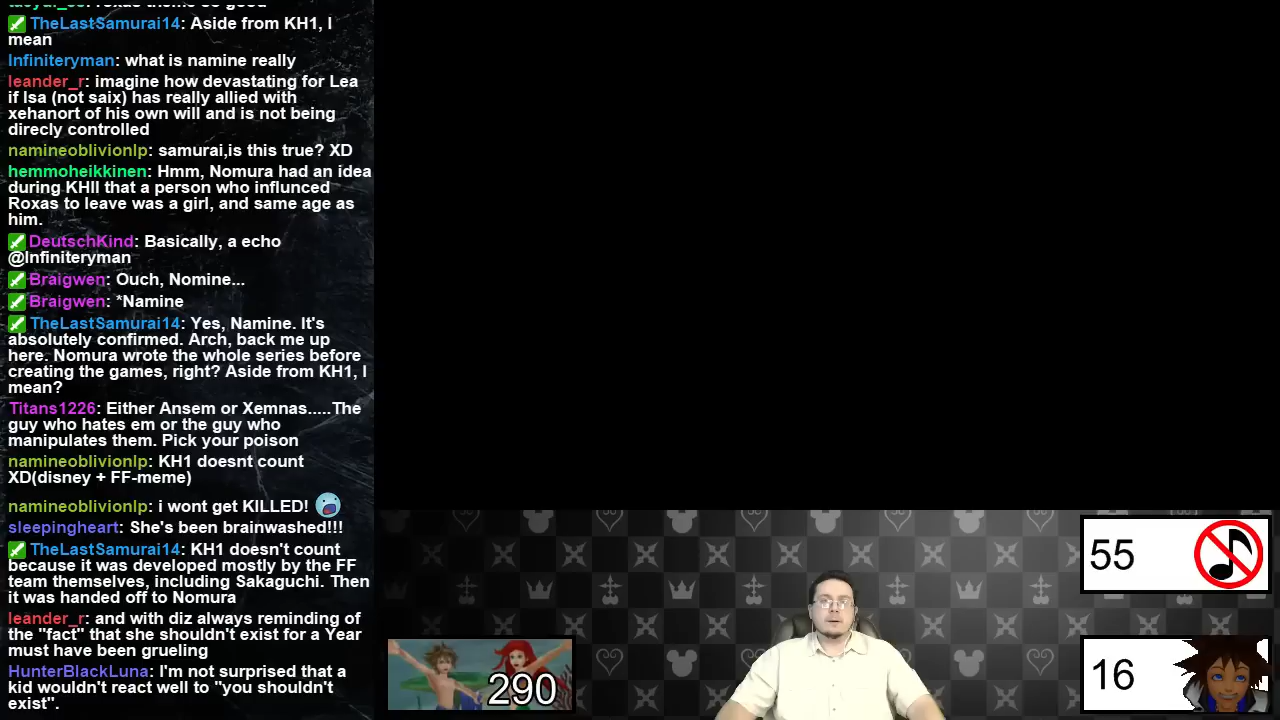 TheLastSamurai14: Aside from KH1, I
mean
Infiniteryman: what is namine really
leander_r: imagine how devastating for Lea
if Isa (not saix) has really allied with
xehanort of his own will and is not being
direcly controlled
namineoblivionlp: samurai,is this true? XD
hemmoheikkinen: Hmm, Nomura had an idea
during KHII that a person who influnced
Roxas to leave was a girl, and same age as
him.
DeutschKind: Basically, a echo
@Infiniteryman
Braigwen: Ouch, Nomine...
Braigwen: *Namine
TheLastSamurai14: Yes, Namine. It's
absolutely confirmed. Arch, back me up
here. Nomura wrote the whole series before
creating the games, right? Aside from KH1, I
mean?
Titans1226: Either Ansem or Xemnas.....The
guy who hates em or the guy who
manipulates them. Pick your poison
namineoblivionlp: KH1 doesnt count
XD(disney + FF-meme)
namineoblivionlp: i wont get KILLED!
sleepingheart: She's been brainwashed!!!
TheLastSamurai14: KH1 doesn't count
because it was developed mostly by the FF
team themselves, including Sakaguchi. Then
it was handed off to Nomura
leander_r: and with diz always reminding of
the "fact" that she shouldn't exist for a Year
must have been grueling
HunterBlackLuna: I'm not surprised that a
kid wouldn't react well to "you shouldn't
exist".
290
55
16